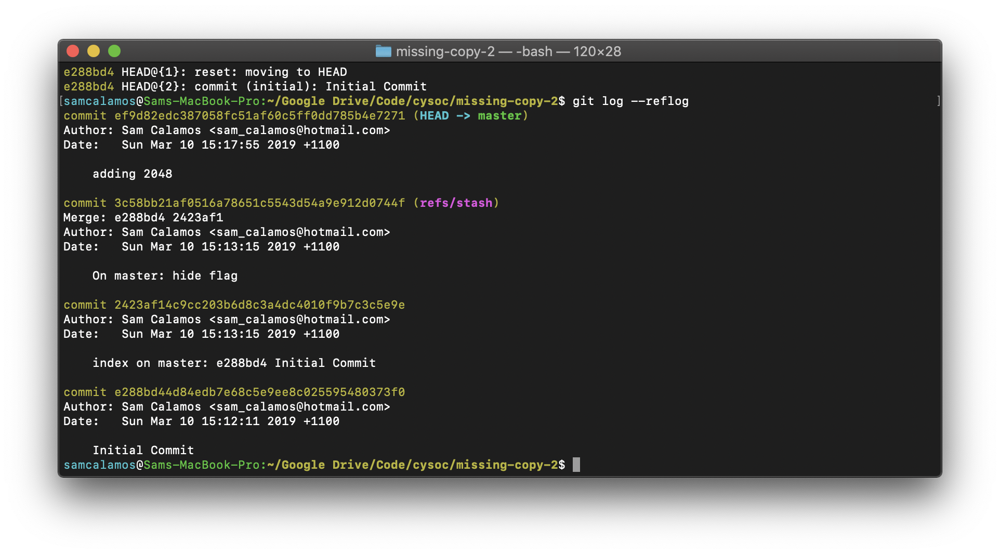 missing-copy-2 — -bash — 120×28
e288bd4 HEAD@{1}: reset: moving to HEAD
e288bd4 HEAD@{2}: commit (initial): Initial Commit
[samcalamos@Sams-MacBook-Pro:~/Google Drive/Code/cysoc/missing-copy-2$ git log --reflog ]
commit ef9d82edc387058fc51af60c5ff0dd785b4e7271 (HEAD -> master)
Author: Sam Calamos <sam_calamos@hotmail.com>
Date:   Sun Mar 10 15:17:55 2019 +1100
    adding 2048
commit 3c58bb21af0516a78651c5543d54a9e912d0744f (refs/stash)
Merge: e288bd4 2423af1
Author: Sam Calamos <sam_calamos@hotmail.com>
Date:   Sun Mar 10 15:13:15 2019 +1100
    On master: hide flag
commit 2423af14c9cc203b6d8c3a4dc4010f9b7c3c5e9e
Author: Sam Calamos <sam_calamos@hotmail.com>
Date:   Sun Mar 10 15:13:15 2019 +1100
    index on master: e288bd4 Initial Commit
commit e288bd44d84edb7e68c5e9ee8c025595480373f0
Author: Sam Calamos <sam_calamos@hotmail.com>
Date:   Sun Mar 10 15:12:11 2019 +1100
    Initial Commit
samcalamos@Sams-MacBook-Pro:~/Google Drive/Code/cysoc/missing-copy-2$